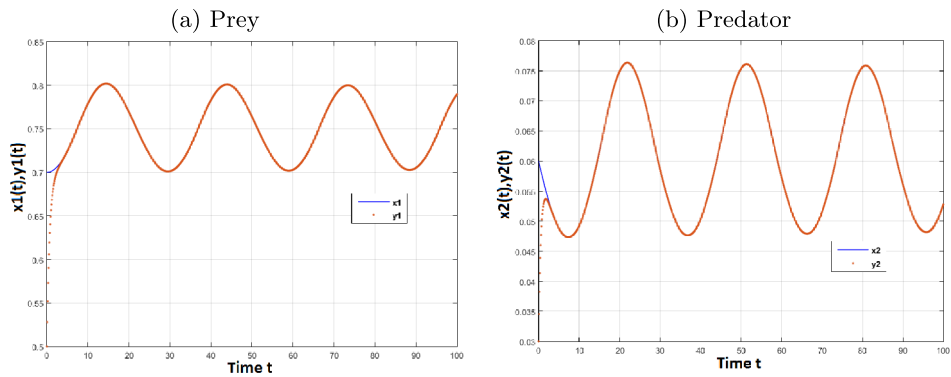 (a) Prey
0.85
0.8
0.75
0.7
0.65
0.6
0.55
0.5
0 10 20 30 40 50 60 70 80 90 100
x1(t),y1(t)
Time t
x1
y1
(b) Predator
0.08
0.075
0.07
0.065
0.06
0.055
0.05
0.045
0.04
0.035
0.03
0 10 20 30 40 50 60 70 80 90 100
x2(t),y2(t)
Time t
x2
y2